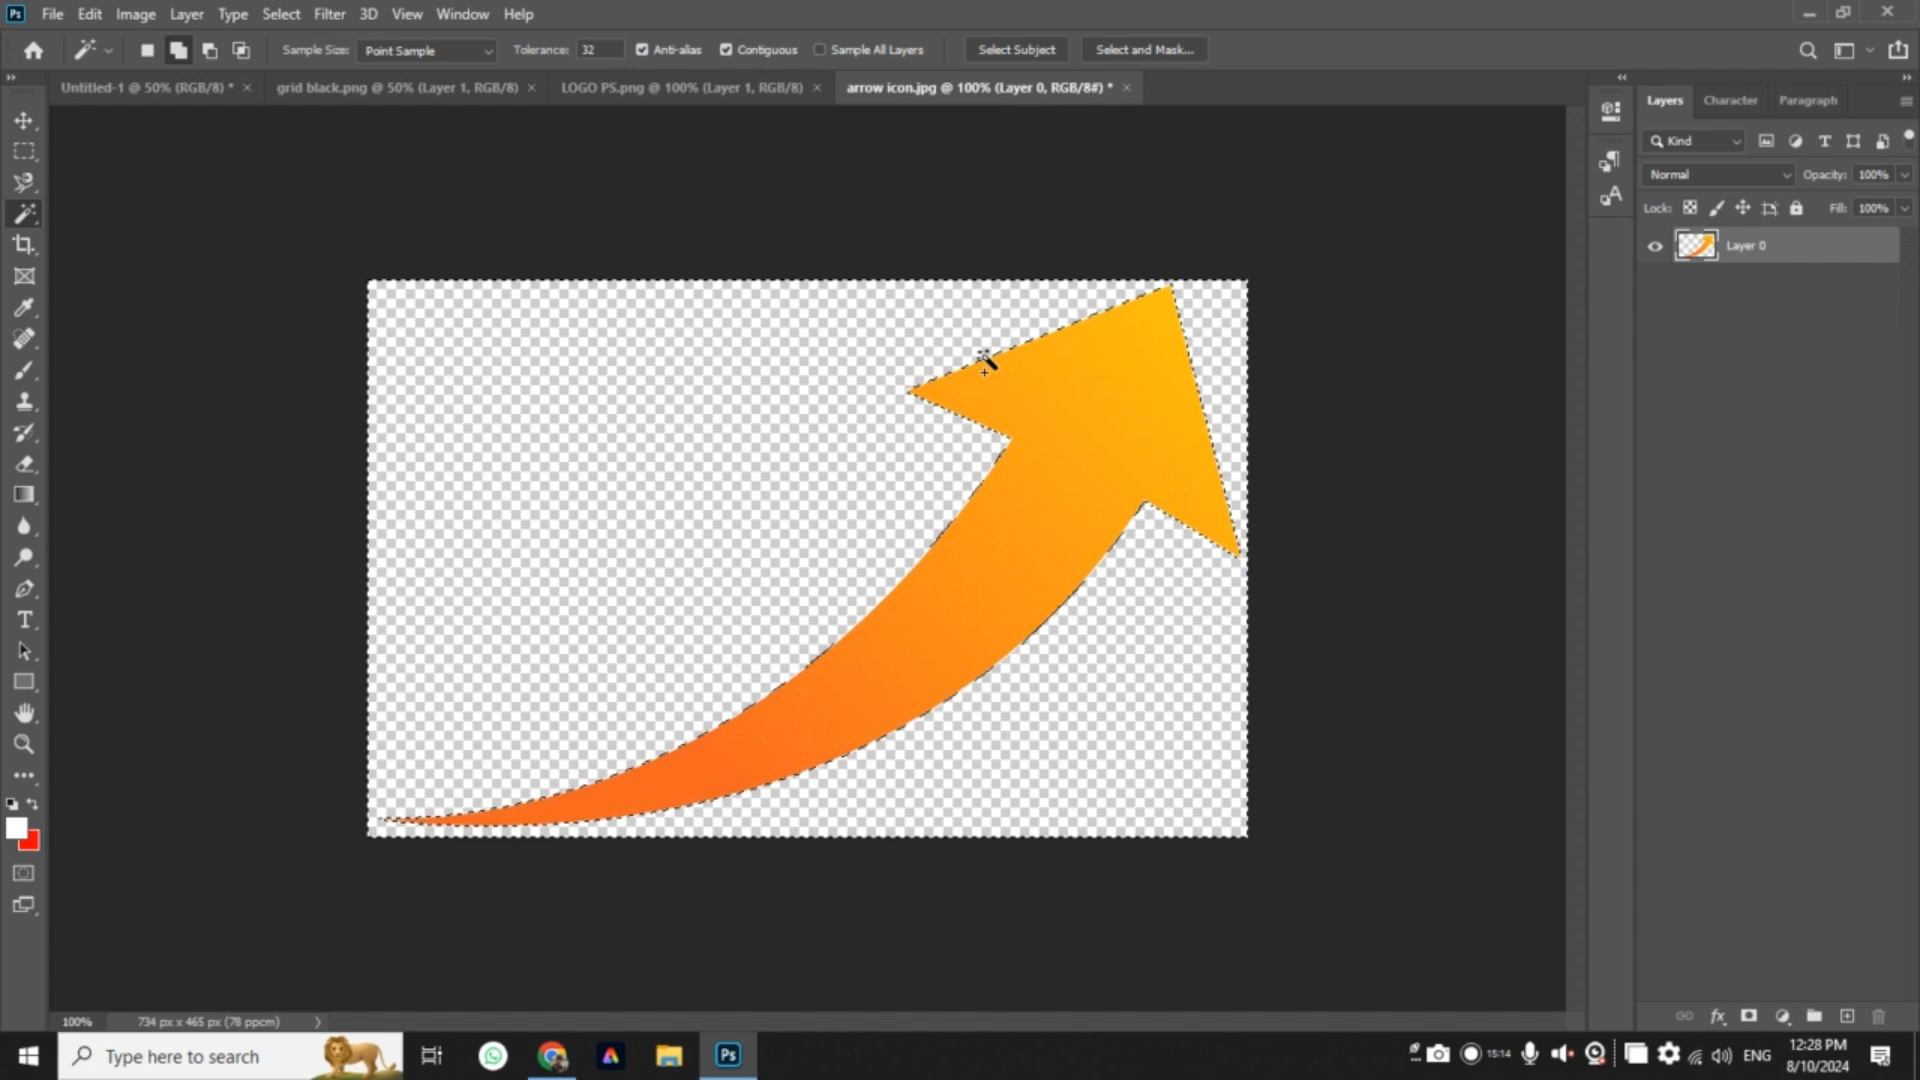 Ps File Edit Image Layer Type Select Filter 3D View Window Help
Sample Size: Point Sample Tolerance: 32 Anti-alias Contiguous Sample All Layers Select Subject Select and Mask...
Untitled-1 @ 50% (RGB/8) * × grid black.png @ 50% (Layer 1, RGB/8) × LOGO PS.png @ 100% (Layer 1, RGB/8) × arrow icon.jpg @ 100% (Layer 0, RGB/8#) * ×
Layers Character Paragraph
Kind
Normal Opacity: 100%
Lock: Fill: 100%
Layer 0
100% 734 px x 465 px (78 ppcm)
Type here to search
Ps
15:14
ENG
12:28 PM
8/10/2024